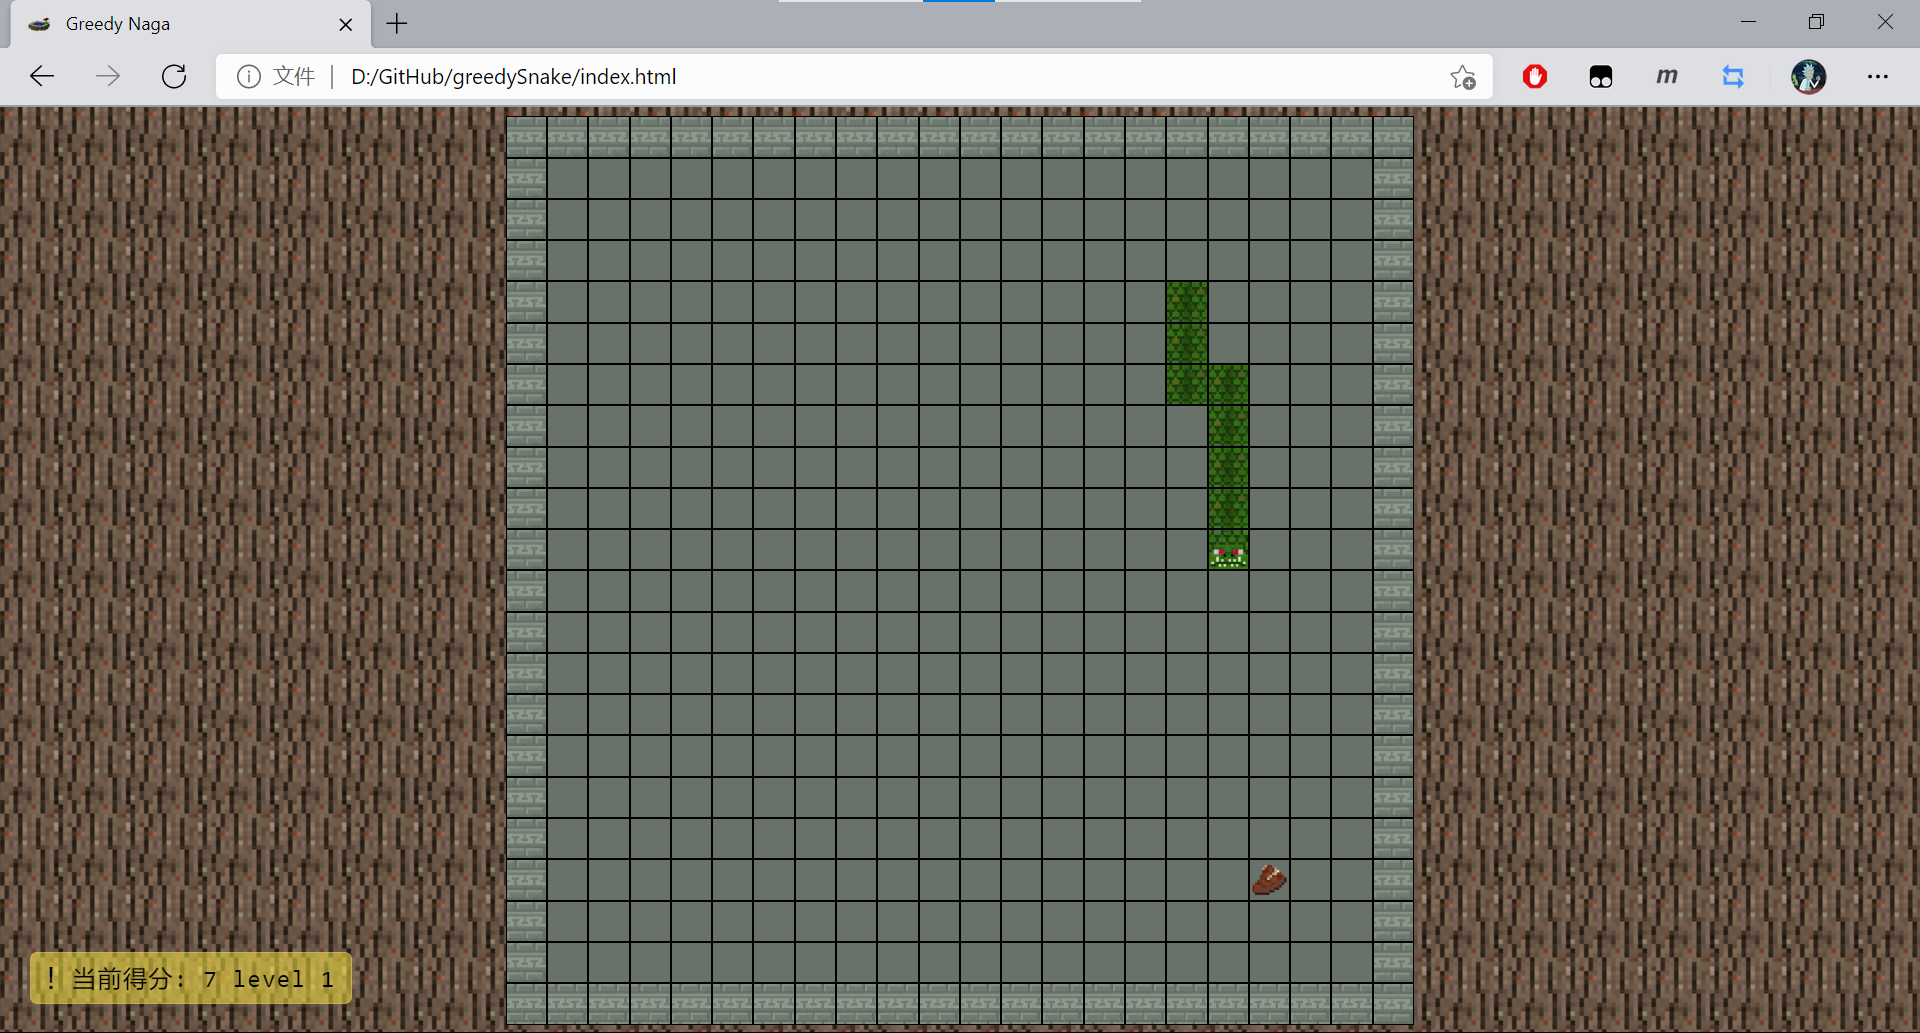 Greedy Naga
文件
D:/GitHub/greedySnake/index.html
m
! 当前得分: 7 level 1